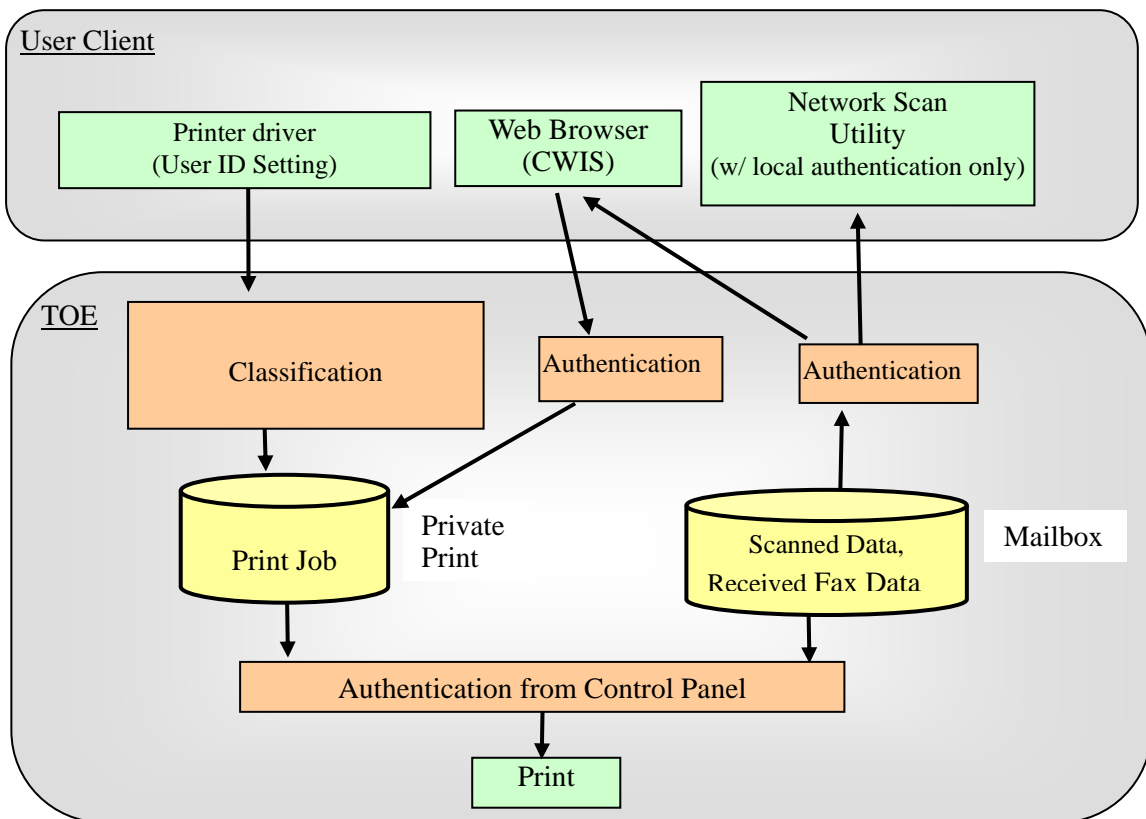 User Client
Printer driver
(User ID Setting)
Web Browser
(CWIS)
Network Scan
Utility
(w/ local authentication only)
TOE
Classification
Authentication
Authentication
Print Job
Private
Print
Scanned Data,
Received Fax Data
Mailbox
Authentication from Control Panel
Print